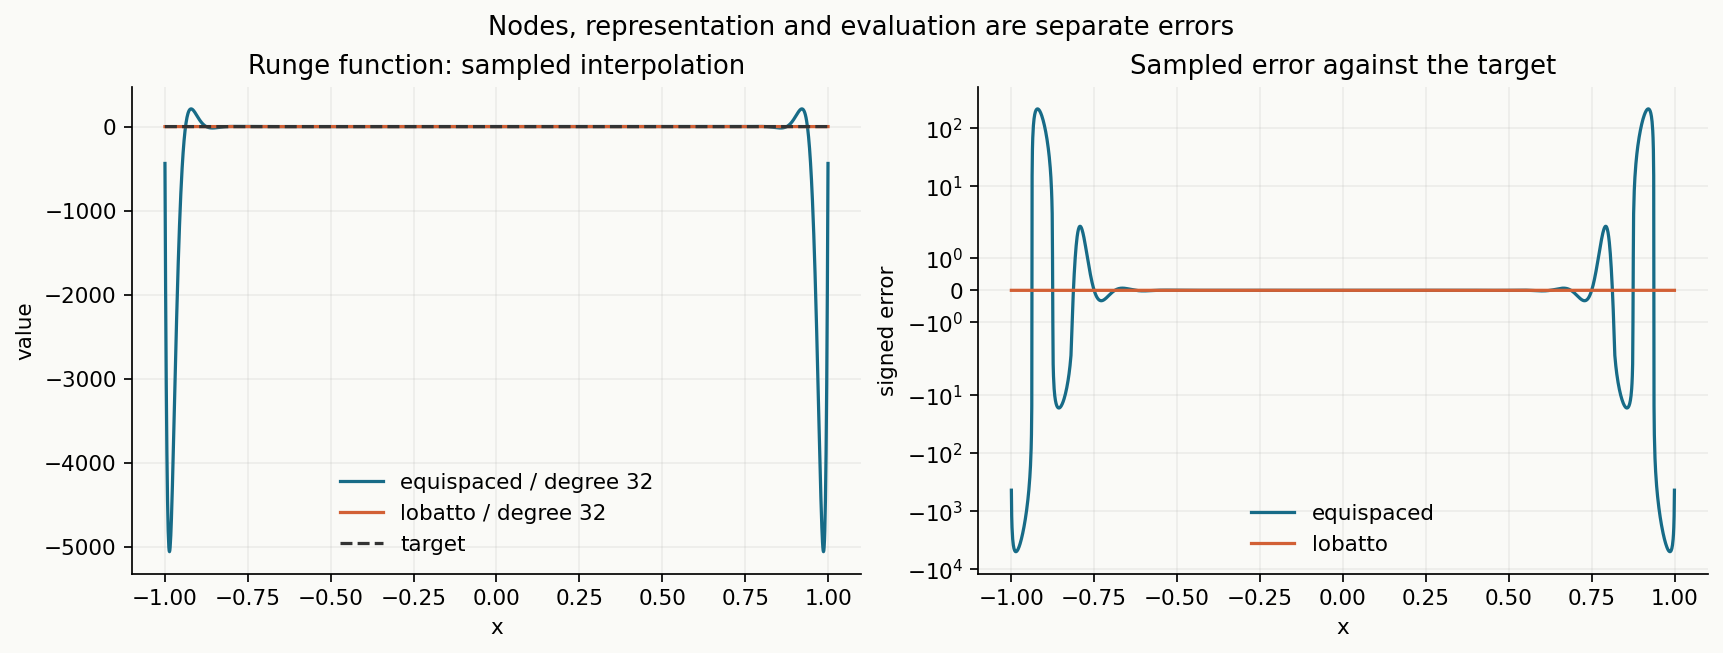 Nodes, representation and evaluation are separate errors
Runge function: sampled interpolation
value
0
−1000
−2000
−3000
−4000
−5000
equispaced / degree 32
lobatto / degree 32
target
−1.00 −0.75 −0.50 −0.25 0.00 0.25 0.50 0.75 1.00
x
Sampled error against the target
signed error
10²
10¹
10⁰
0
−10⁰
−10¹
−10²
−10³
−10⁴
equispaced
lobatto
−1.00 −0.75 −0.50 −0.25 0.00 0.25 0.50 0.75 1.00
x